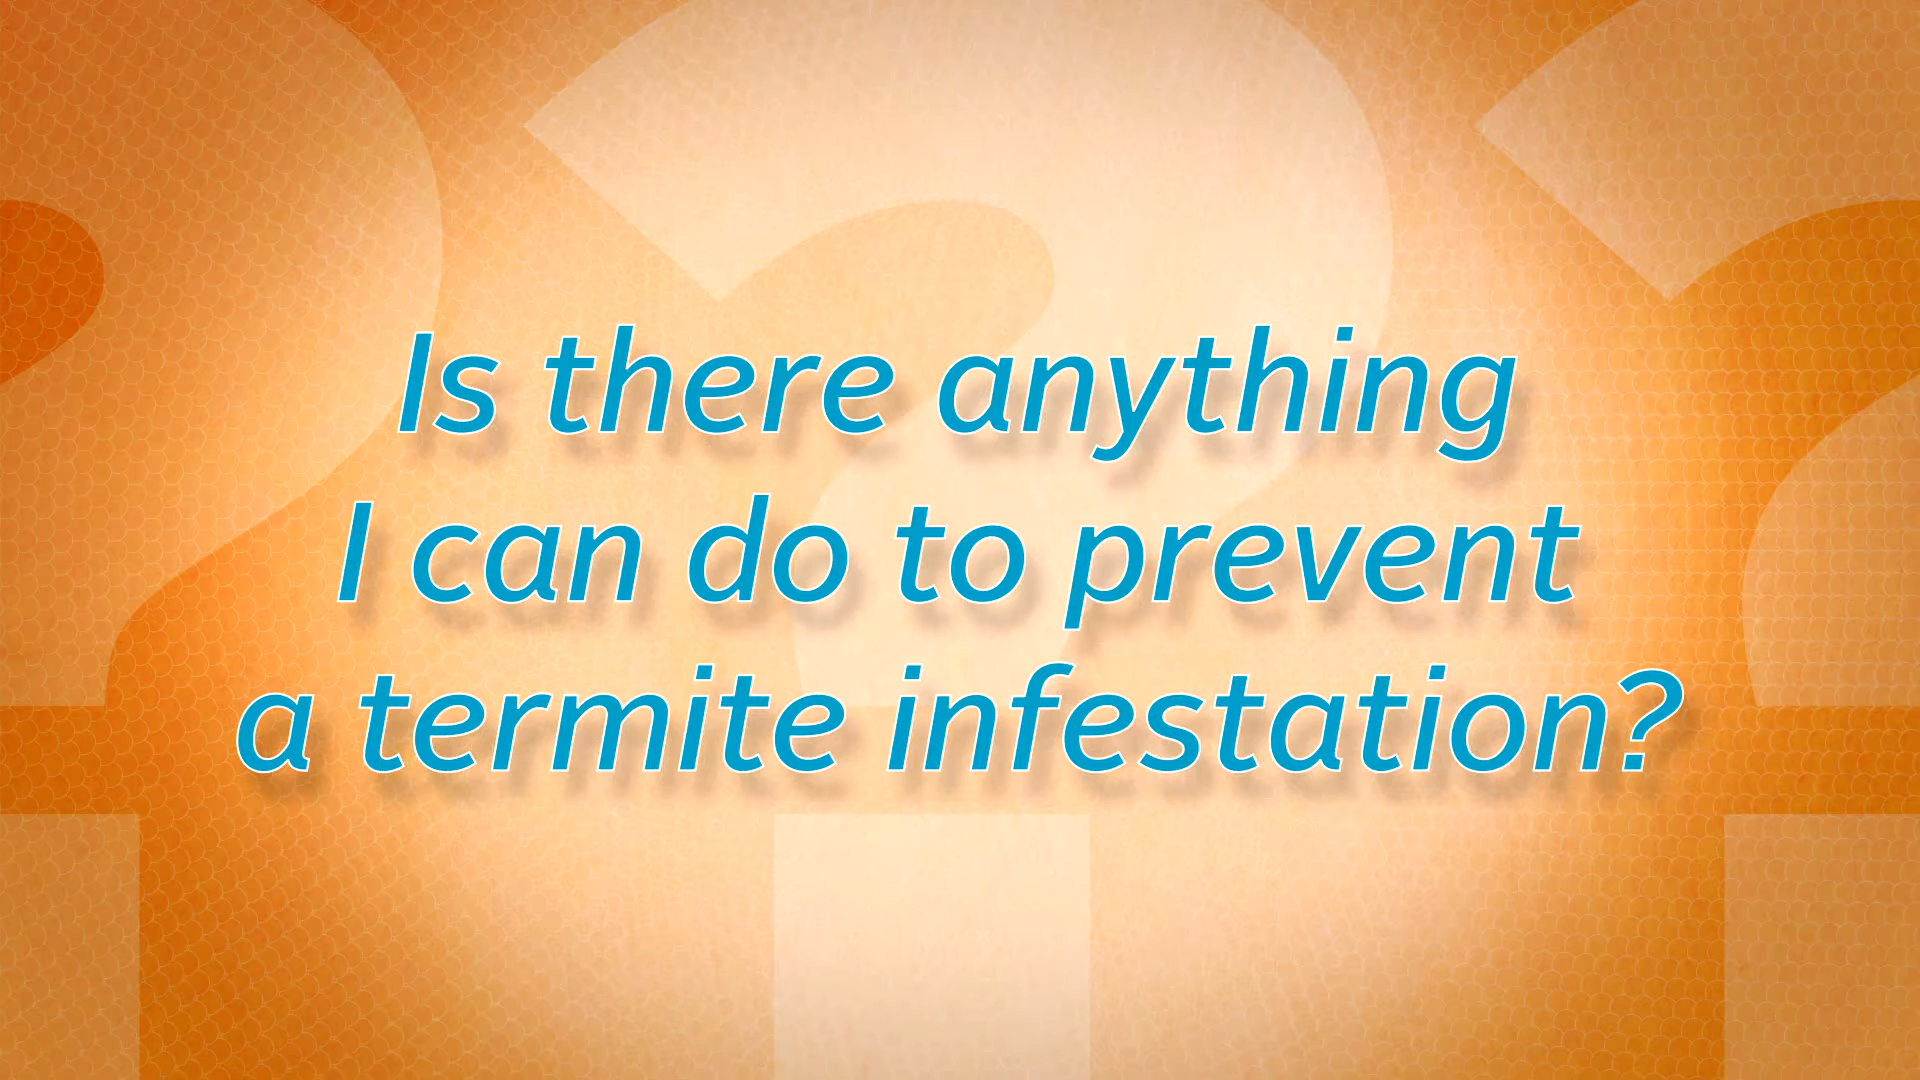 Is there anything
I can do to prevent
a termite infestation?